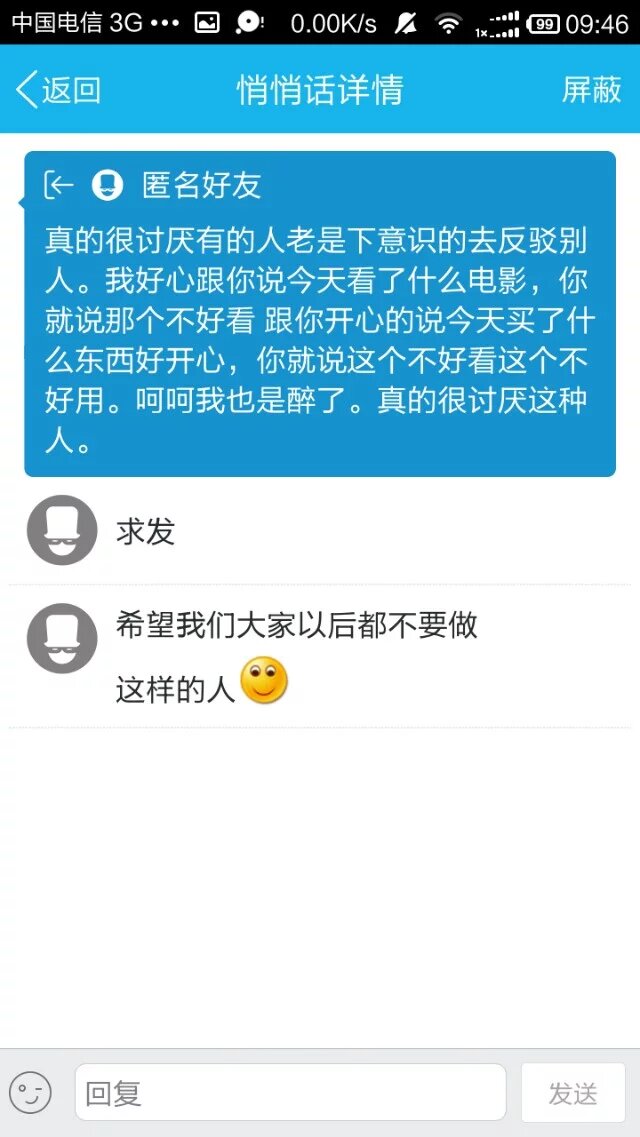 中国电信 3G ••• 0.00K/s 1x 99 09:46
返回 悄悄话详情 屏蔽
匿名好友
真的很讨厌有的人老是下意识的去反驳别
人。我好心跟你说今天看了什么电影，你
就说那个不好看 跟你开心的说今天买了什
么东西好开心，你就说这个不好看这个不
好用。呵呵我也是醉了。真的很讨厌这种
人。
求发
希望我们大家以后都不要做
这样的人
回复 发送